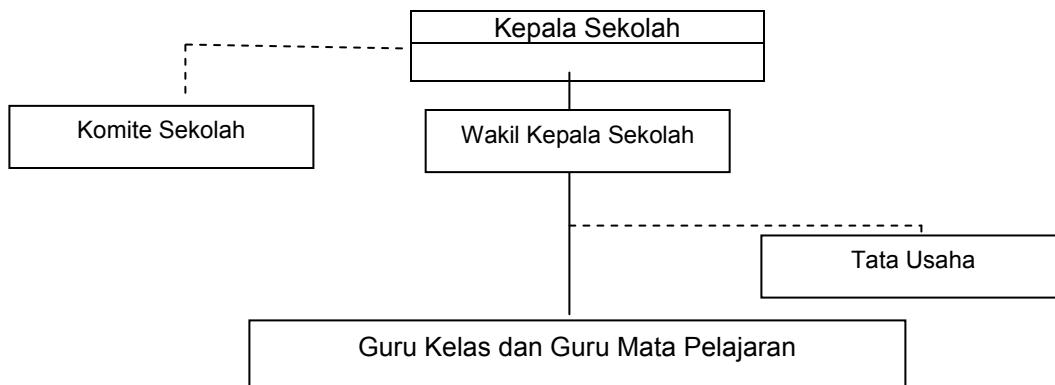 Kepala Sekolah
Komite Sekolah
Wakil Kepala Sekolah
Tata Usaha
Guru Kelas dan Guru Mata Pelajaran